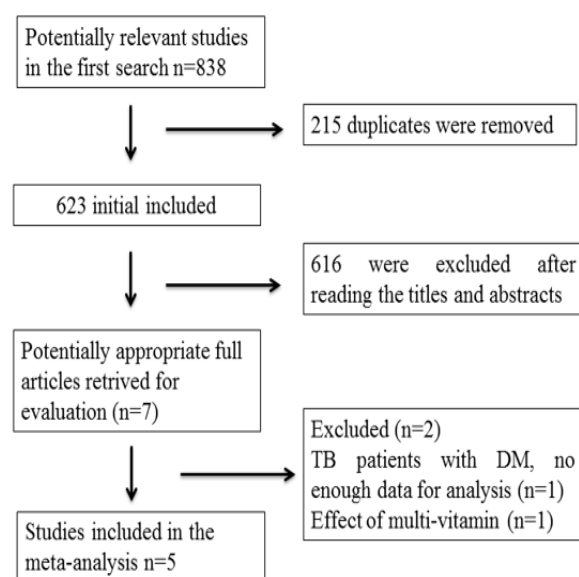 Potentially relevant studies
in the first search n=838
215 duplicates were removed
623 initial included
616 were excluded after
reading the titles and abstracts
Potentially appropriate full
articles retrived for
evaluation (n=7)
Excluded (n=2)
TB patients with DM, no
enough data for analysis (n=1)
Effect of multi-vitamin (n=1)
Studies included in the
meta-analysis n=5